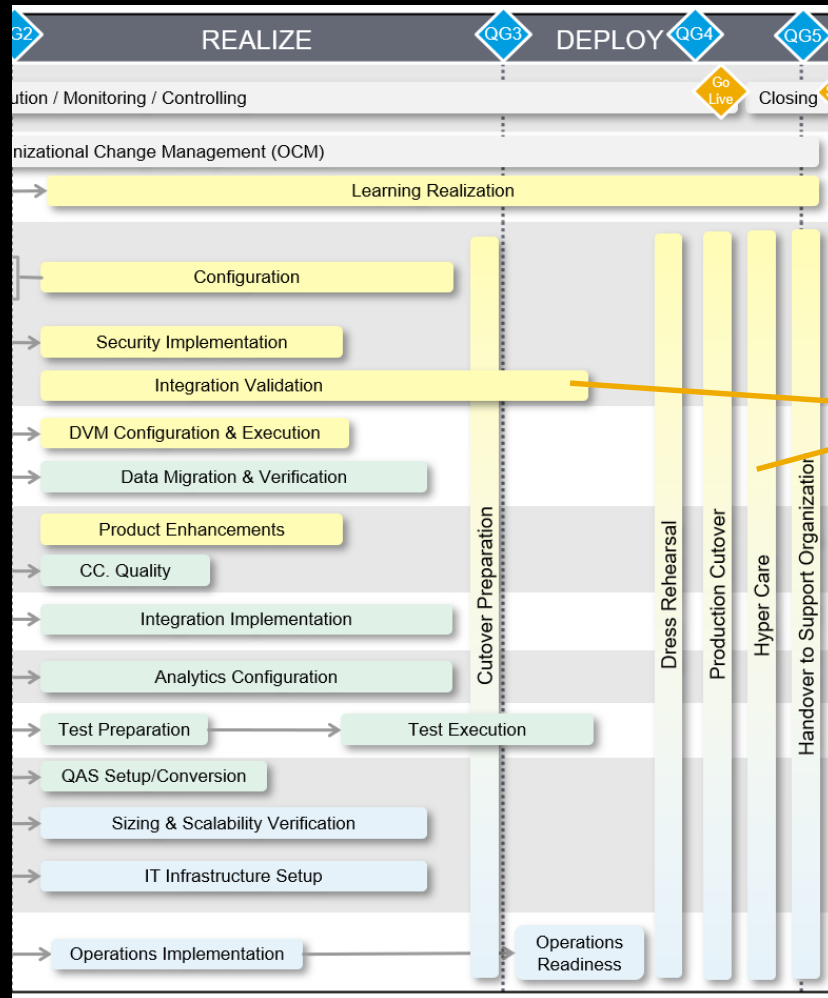 G2
REALIZE
QG3
DEPLOY
QG4
QG5
ution / Monitoring / Controlling
Go
Live
Closing
nizational Change Management (OCM)
Learning Realization
Configuration
Security Implementation
Integration Validation
DVM Configuration & Execution
Data Migration & Verification
Product Enhancements
CC. Quality
Integration Implementation
Analytics Configuration
Test Preparation
Test Execution
QAS Setup/Conversion
Sizing & Scalability Verification
IT Infrastructure Setup
Operations Implementation
Operations
Readiness
Cutover Preparation
Dress Rehearsal
Production Cutover
Hyper Care
Handover to Support Organization